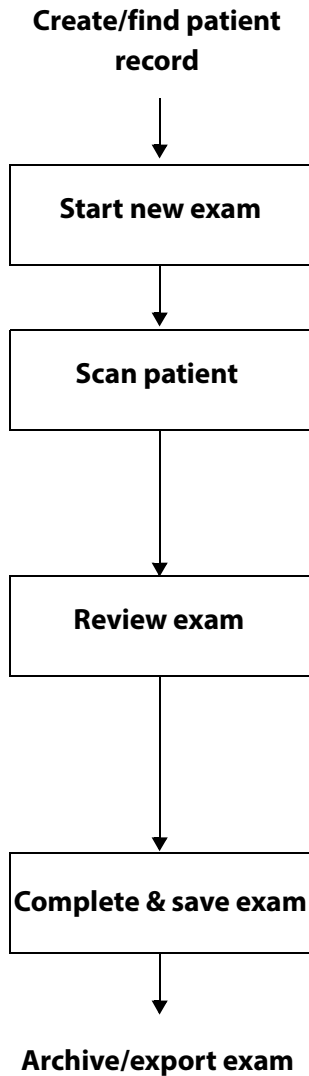 Create/find patient
record
Start new exam
Scan patient
Review exam
Complete & save exam
Archive/export exam